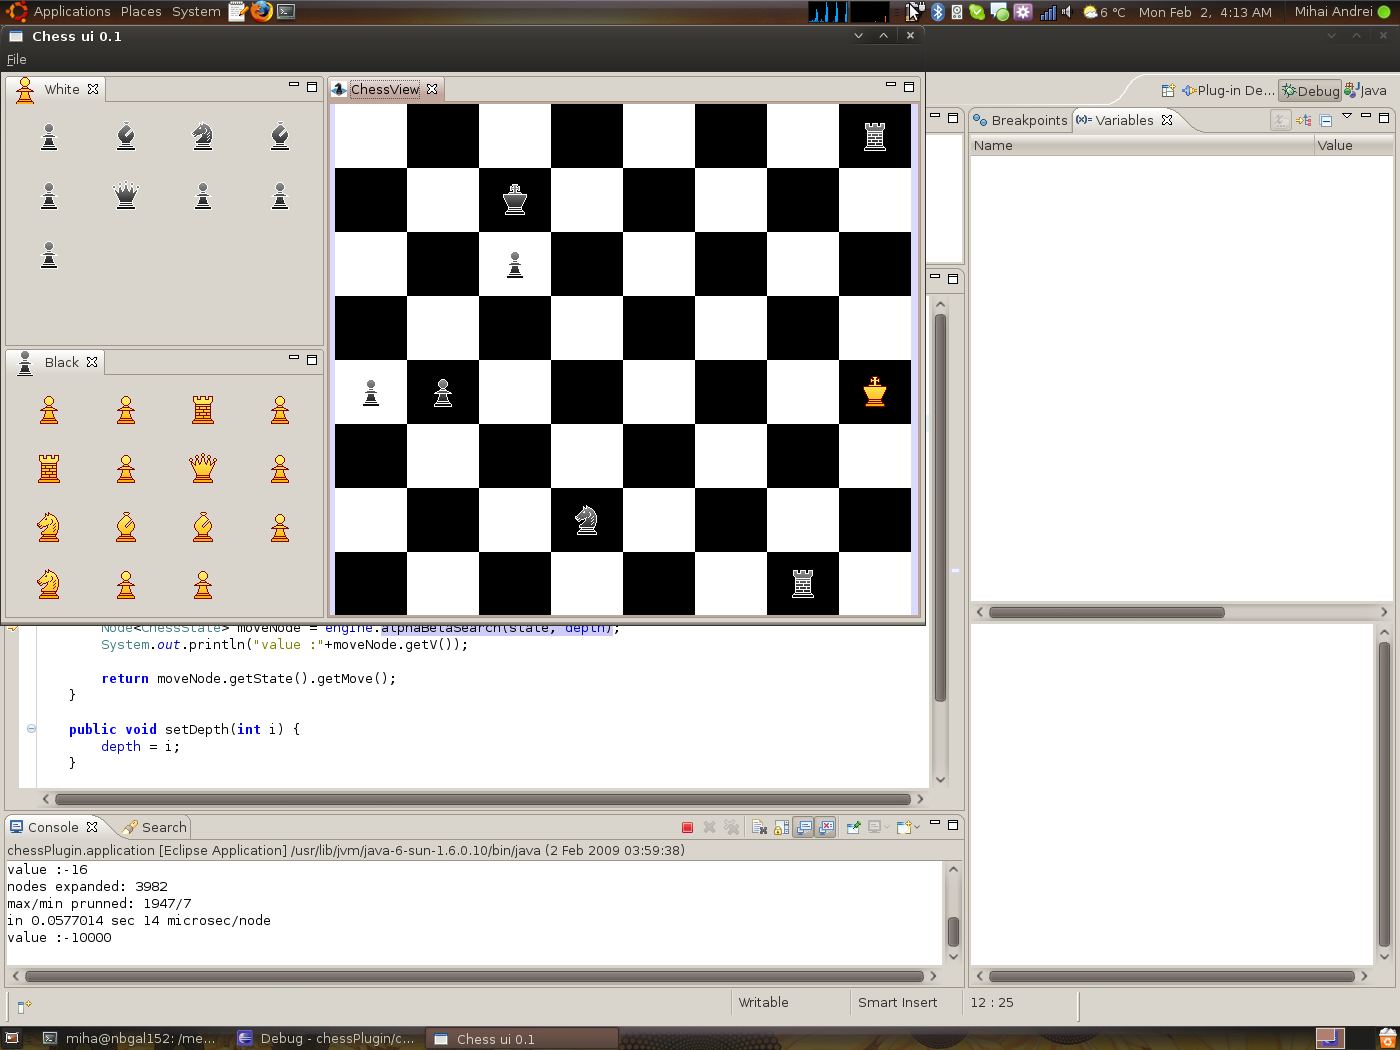 Applications Places System
6 °C Mon Feb 2, 4:13 AM Mihai Andrei
Chess ui 0.1
File
White
ChessView
Plug-in De... Debug Java
Breakpoints Variables
Name Value
Black
Node<ChessState> moveNode = engine.alphaBetaSearch(state, depth);
System.out.println("value :"+moveNode.getV());
return moveNode.getState().getMove();
}
public void setDepth(int i) {
depth = i;
}
Console Search
chessPlugin.application [Eclipse Application] /usr/lib/jvm/java-6-sun-1.6.0.10/bin/java (2 Feb 2009 03:59:38)
value :-16
nodes expanded: 3982
max/min prunned: 1947/7
in 0.0577014 sec 14 microsec/node
value :-10000
Writable Smart Insert 12 : 25
miha@nbgal152: /me... Debug - chessPlugin/c... Chess ui 0.1